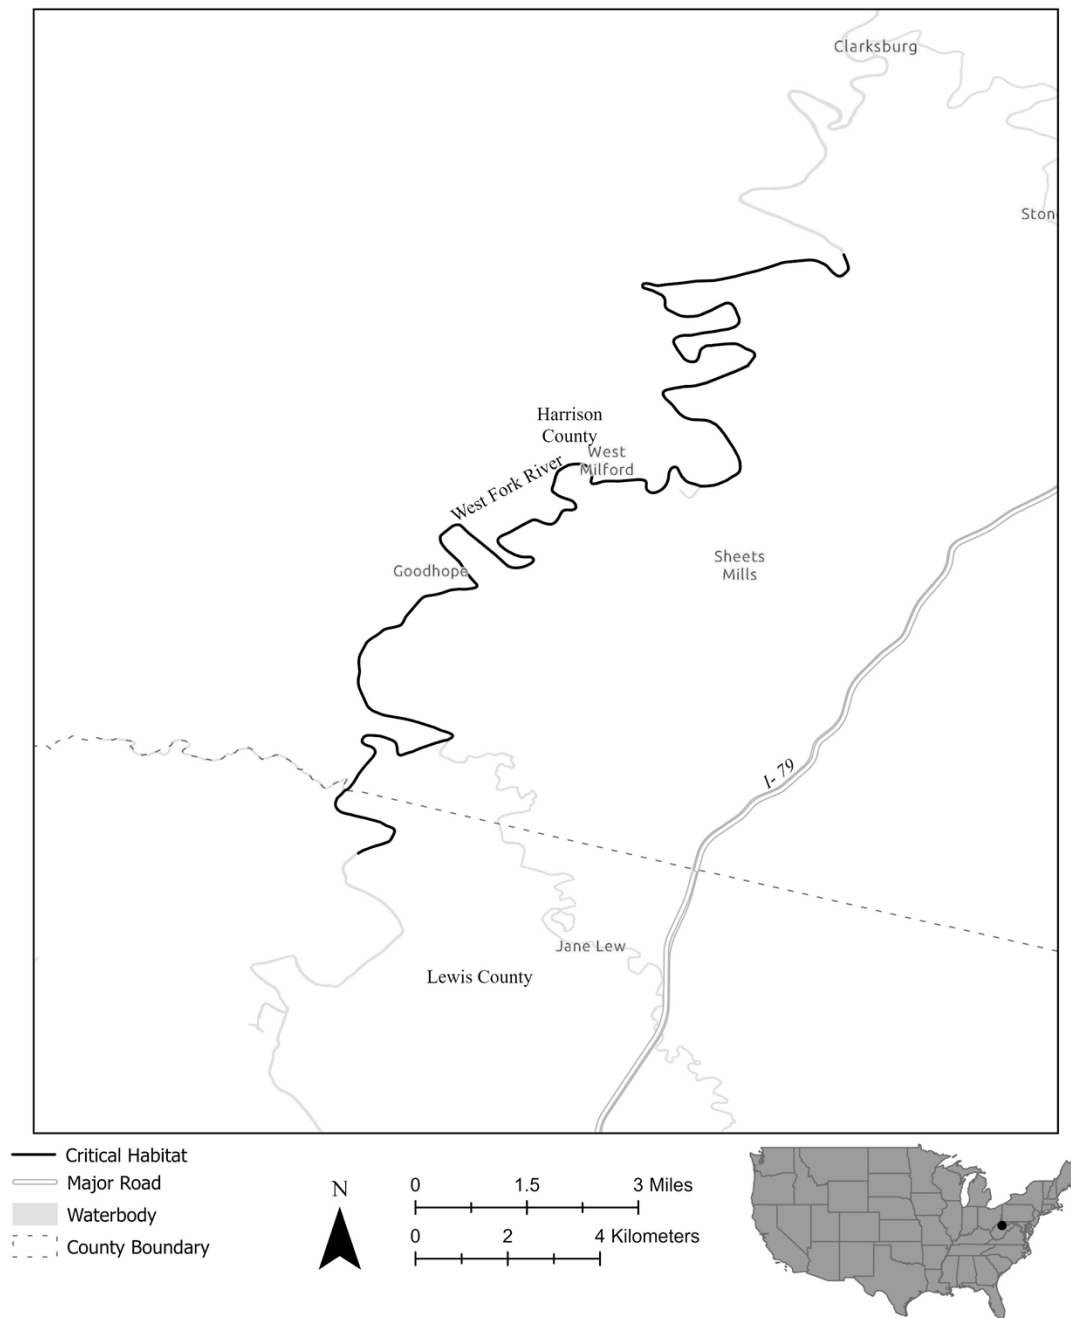 Clarksburg
Ston
Harrison
County
West
Milford
West Fork River
Sheets
Mills
Goodhope
I- 79
Jane Lew
Lewis County
Critical Habitat
Major Road
Waterbody
County Boundary
N
0 1.5 3 Miles
0 2 4 Kilometers